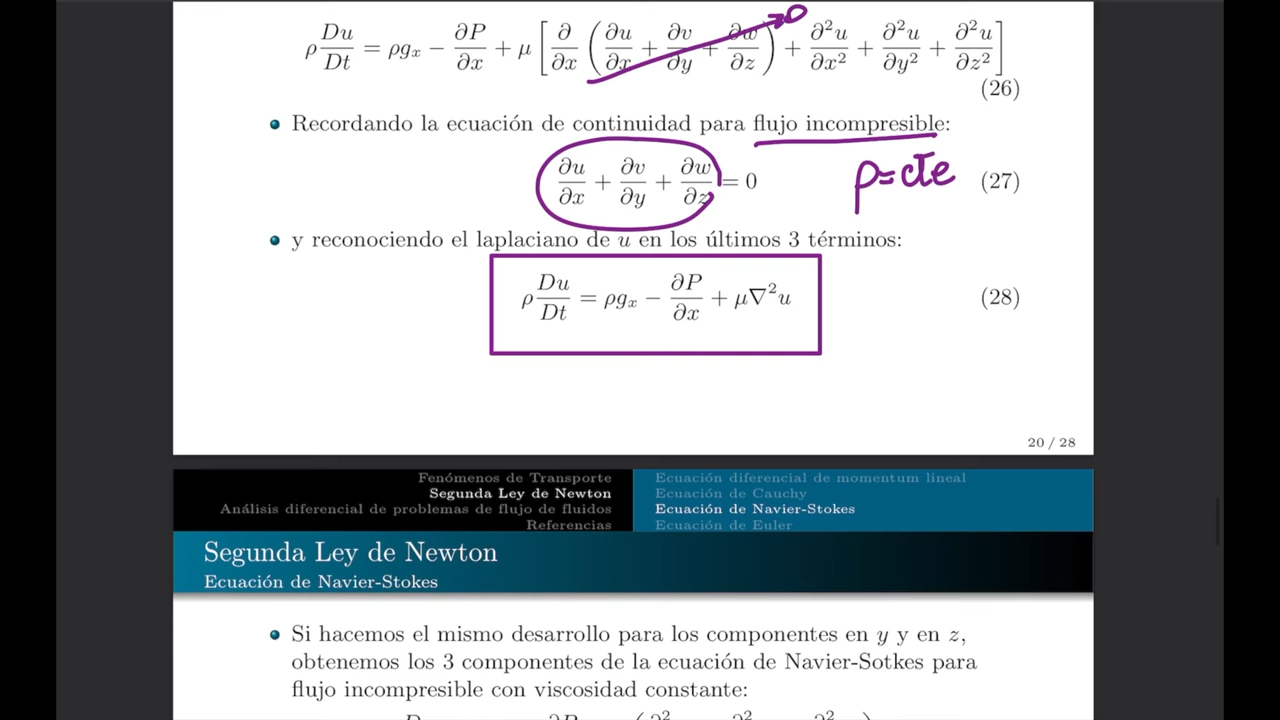 ρ Du/Dt = ρgₓ − ∂P/∂x + μ [ ∂/∂x ( ∂u/∂x + ∂v/∂y + ∂w/∂z ) + ∂²u/∂x² + ∂²u/∂y² + ∂²u/∂z² ]
0
(26)
Recordando la ecuación de continuidad para flujo incompresible:
∂u/∂x + ∂v/∂y + ∂w/∂z = 0 (27)
ρ=cte
y reconociendo el laplaciano de u en los últimos 3 términos:
ρ Du/Dt = ρgₓ − ∂P/∂x + μ∇²u (28)
20 / 28
Fenómenos de Transporte
Segunda Ley de Newton
Análisis diferencial de problemas de flujo de fluidos
Referencias
Ecuación diferencial de momentum lineal
Ecuación de Cauchy
Ecuación de Navier-Stokes
Ecuación de Euler
Segunda Ley de Newton
Ecuación de Navier-Stokes
Si hacemos el mismo desarrollo para los componentes en y y en z,
obtenemos los 3 componentes de la ecuación de Navier-Sotkes para
flujo incompresible con viscosidad constante: